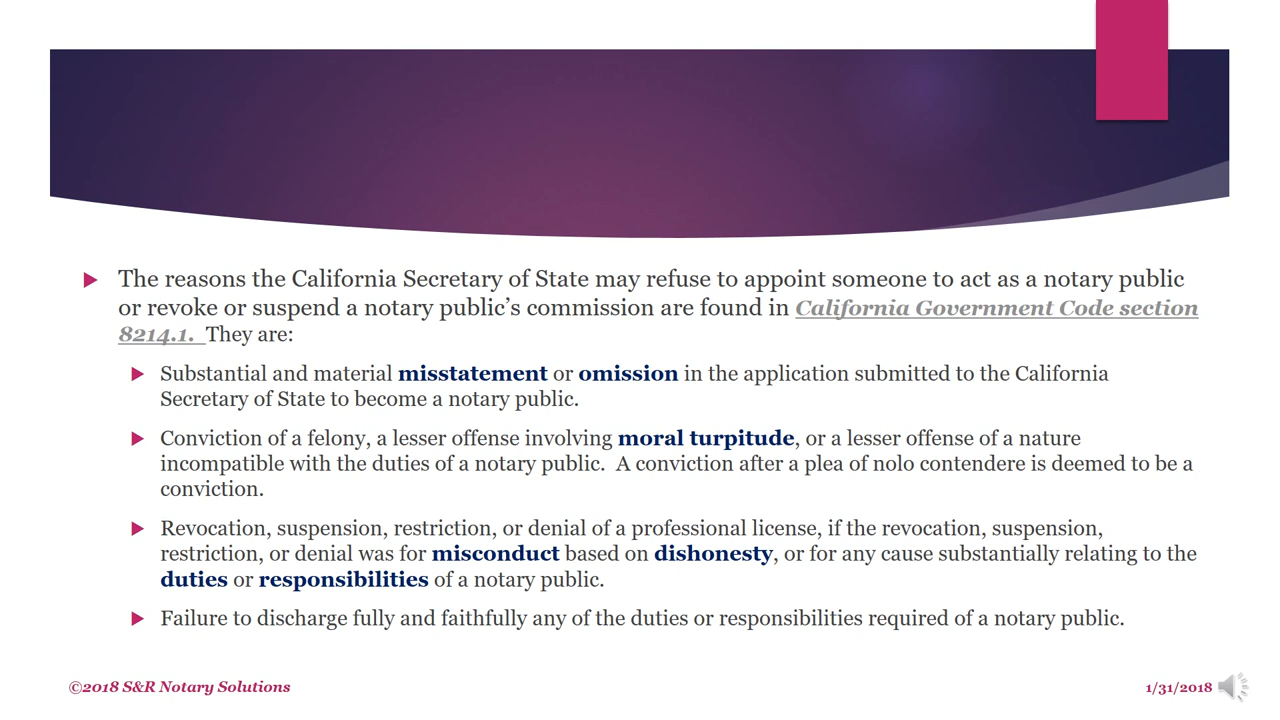 The reasons the California Secretary of State may refuse to appoint someone to act as a notary public
or revoke or suspend a notary public’s commission are found in California Government Code section
8214.1. They are:
Substantial and material misstatement or omission in the application submitted to the California
Secretary of State to become a notary public.
Conviction of a felony, a lesser offense involving moral turpitude, or a lesser offense of a nature
incompatible with the duties of a notary public. A conviction after a plea of nolo contendere is deemed to be a
conviction.
Revocation, suspension, restriction, or denial of a professional license, if the revocation, suspension,
restriction, or denial was for misconduct based on dishonesty, or for any cause substantially relating to the
duties or responsibilities of a notary public.
Failure to discharge fully and faithfully any of the duties or responsibilities required of a notary public.
©2018 S&R Notary Solutions
1/31/2018